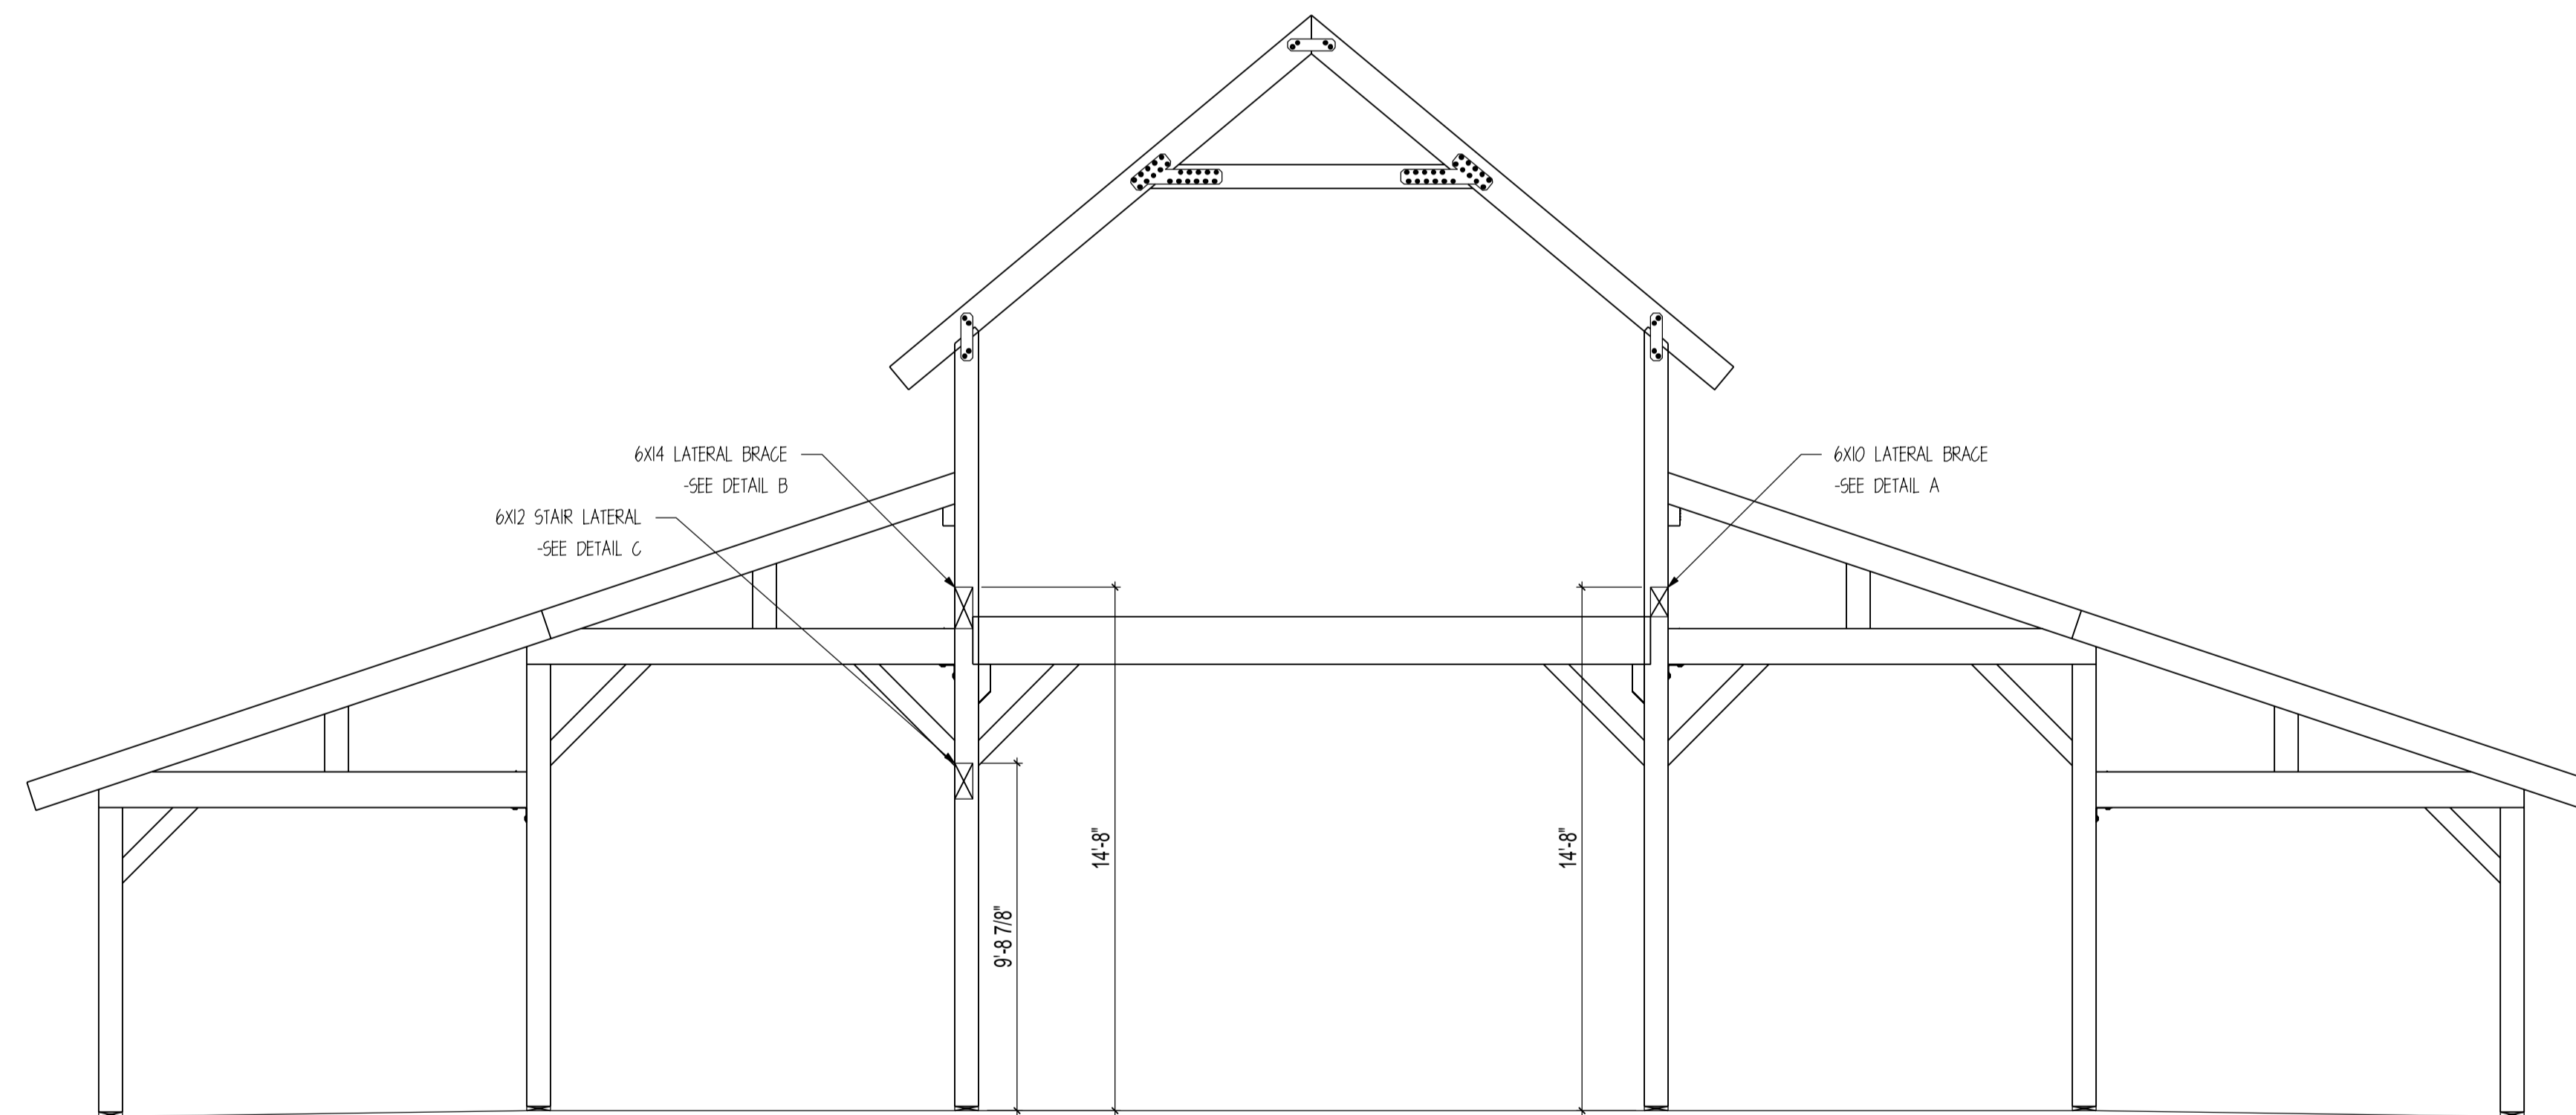 6X14 LATERAL BRACE
-SEE DETAIL B
6X10 LATERAL BRACE
-SEE DETAIL A
6X12 STAIR LATERAL
-SEE DETAIL C
14'-8"
14'-8"
9'-8 7/8"